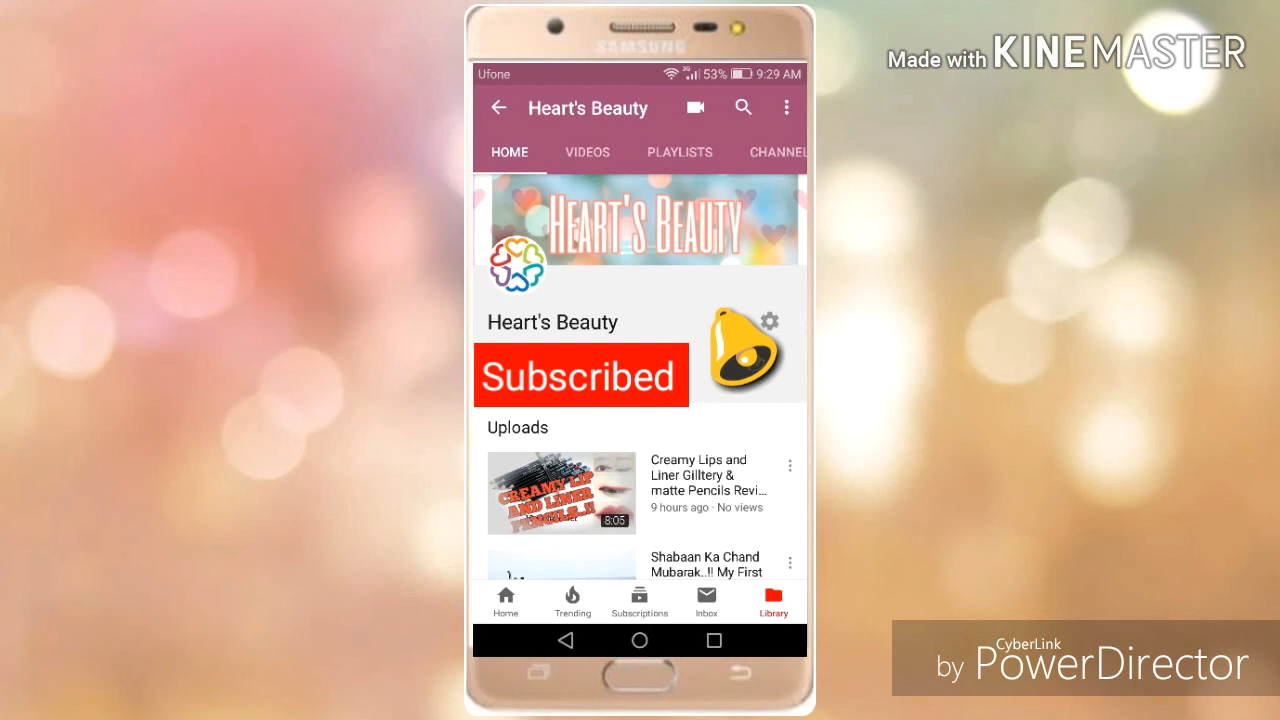 Made with KINEMASTER
SAMSUNG
Ufone
3G
53%
9:29 AM
Heart's Beauty
HOME
VIDEOS
PLAYLISTS
CHANNEL
HEART'S BEAUTY
Heart's Beauty
Subscribed
Uploads
CREAMY LIP
AND LINER
PENCILS..!!
8:05
Creamy Lips and
Liner Gilltery &
matte Pencils Revi...
9 hours ago · No views
Shabaan Ka Chand
Mubarak..!! My First
Home
Trending
Subscriptions
Inbox
Library
by CyberLink
PowerDirector